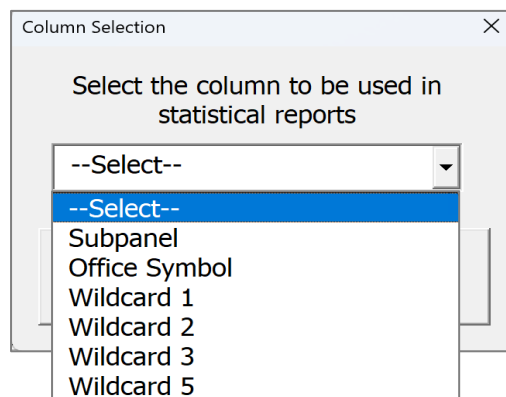 Column Selection
Select the column to be used in
statistical reports
--Select--
--Select--
Subpanel
Office Symbol
Wildcard 1
Wildcard 2
Wildcard 3
Wildcard 5